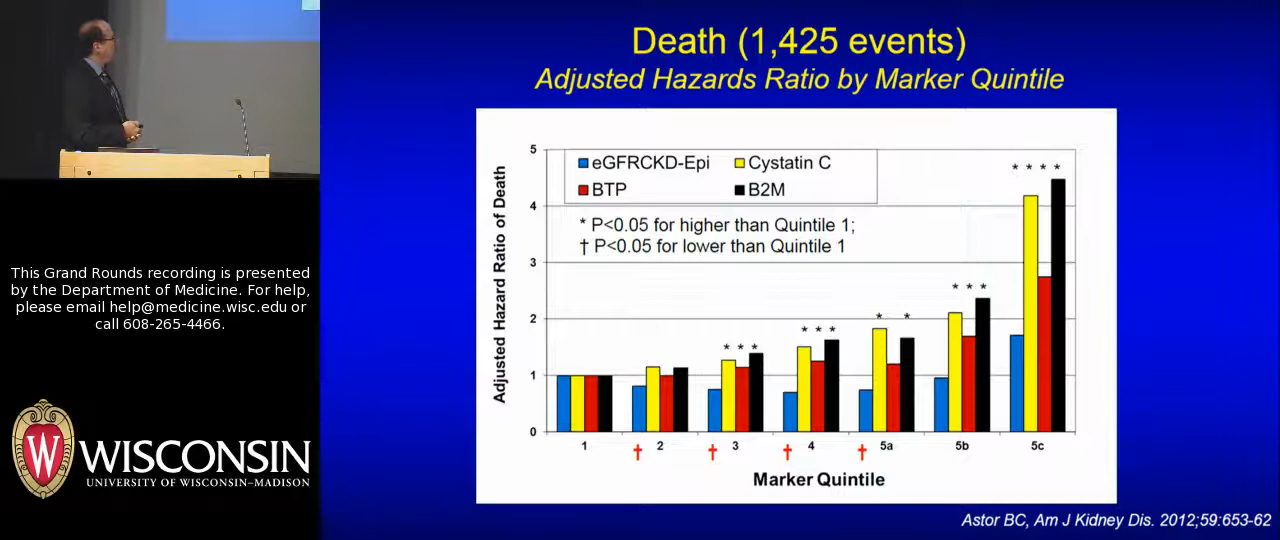 Death (1,425 events)
Adjusted Hazards Ratio by Marker Quintile
Adjusted Hazard Ratio of Death
5
4
3
2
1
0
eGFRCKD-Epi
Cystatin C
BTP
B2M
* P<0.05 for higher than Quintile 1;
† P<0.05 for lower than Quintile 1
* * *
* * *
* *
* * *
* * * *
1 2 3 4 5a 5b 5c
† † † †
Marker Quintile
Astor BC, Am J Kidney Dis. 2012;59:653-62
This Grand Rounds recording is presented
by the Department of Medicine. For help,
please email help@medicine.wisc.edu or
call 608-265-4466.
W
WISCONSIN
UNIVERSITY OF WISCONSIN–MADISON